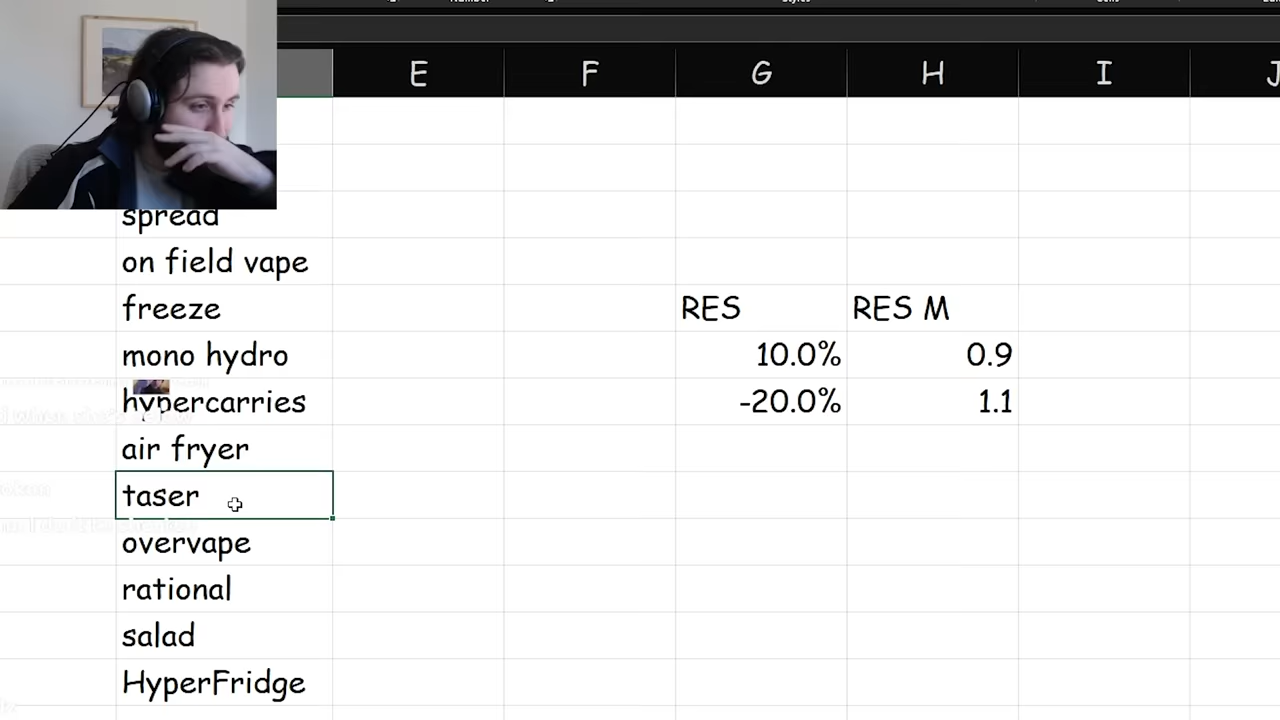 E F G H I J
spread
on field vape
freeze RES RES M
mono hydro 10.0% 0.9
hypercarries -20.0% 1.1
air fryer
taser
overvape
rational
salad
HyperFridge